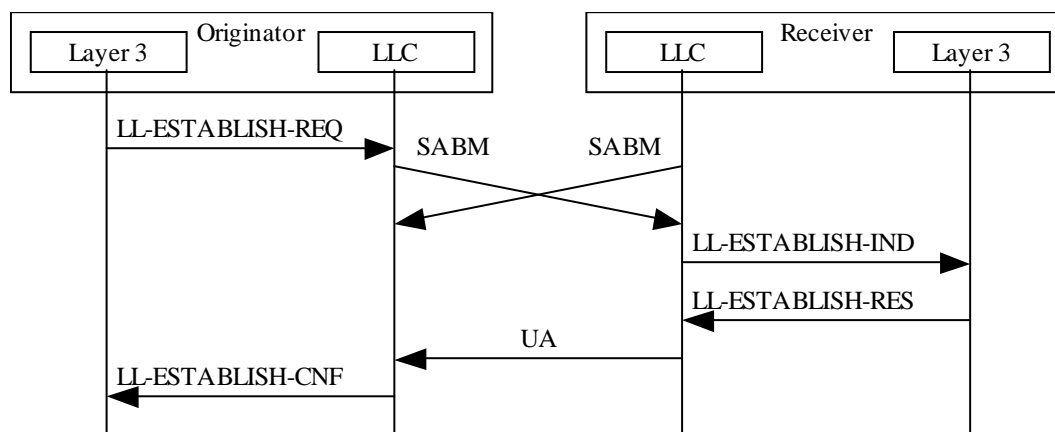 Originator
Receiver
Layer 3
LLC
LLC
Layer 3
LL-ESTABLISH-REQ
SABM
SABM
LL-ESTABLISH-IND
LL-ESTABLISH-RES
UA
LL-ESTABLISH-CNF